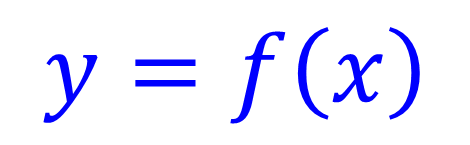 y = f(x)